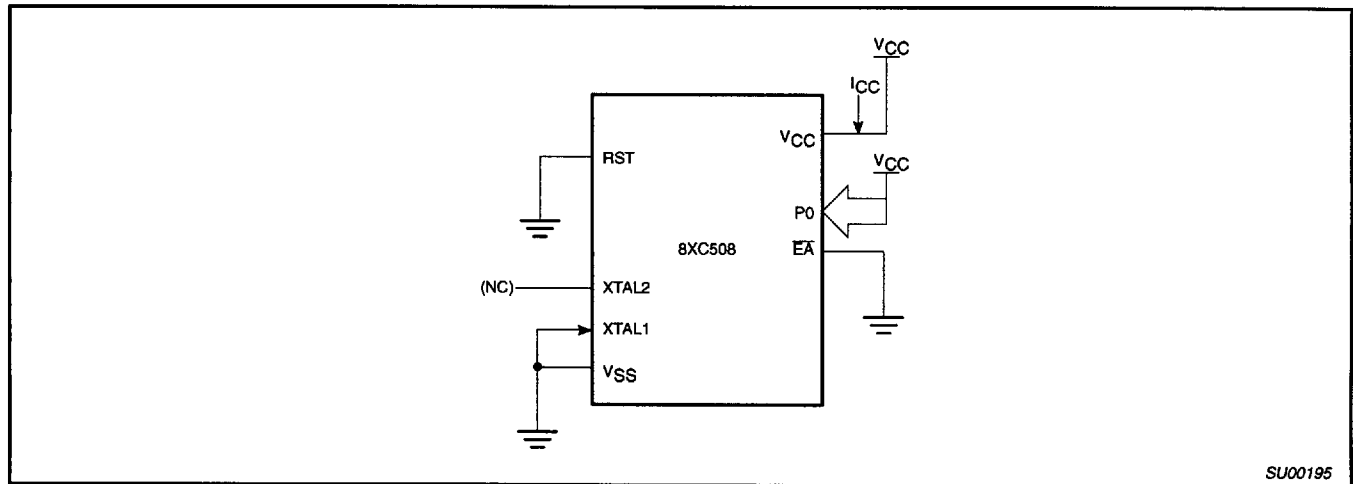 VCC
ICC
VCC
RST
VCC
P0
8XC508
EA
(NC)
XTAL2
XTAL1
VSS
SU00195